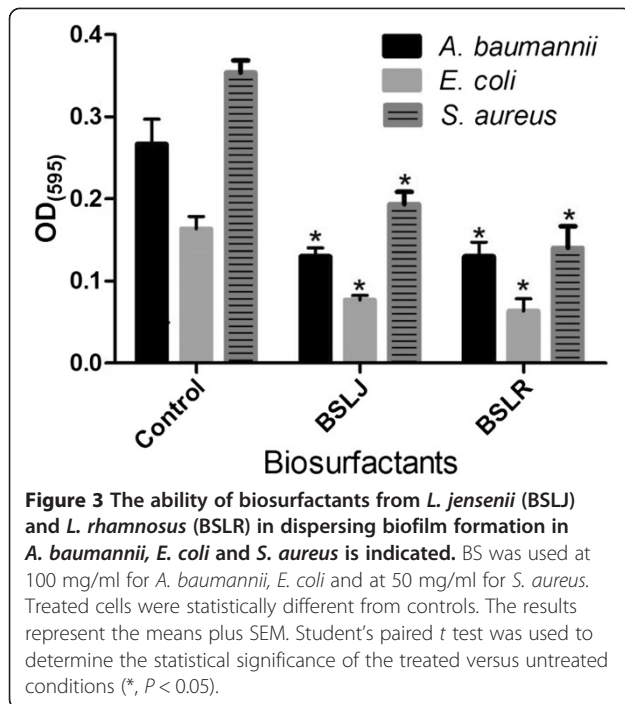 0.4
0.3
0.2
0.1
0.0
OD(595)
A. baumannii
E. coli
S. aureus
* * *
* * *
Control
BSLJ
BSLR
Biosurfactants
Figure 3 The ability of biosurfactants from L. jensenii (BSLJ)
and L. rhamnosus (BSLR) in dispersing biofilm formation in
A. baumannii, E. coli and S. aureus is indicated. BS was used at
100 mg/ml for A. baumannii, E. coli and at 50 mg/ml for S. aureus.
Treated cells were statistically different from controls. The results
represent the means plus SEM. Student's paired t test was used to
determine the statistical significance of the treated versus untreated
conditions (*, P < 0.05).